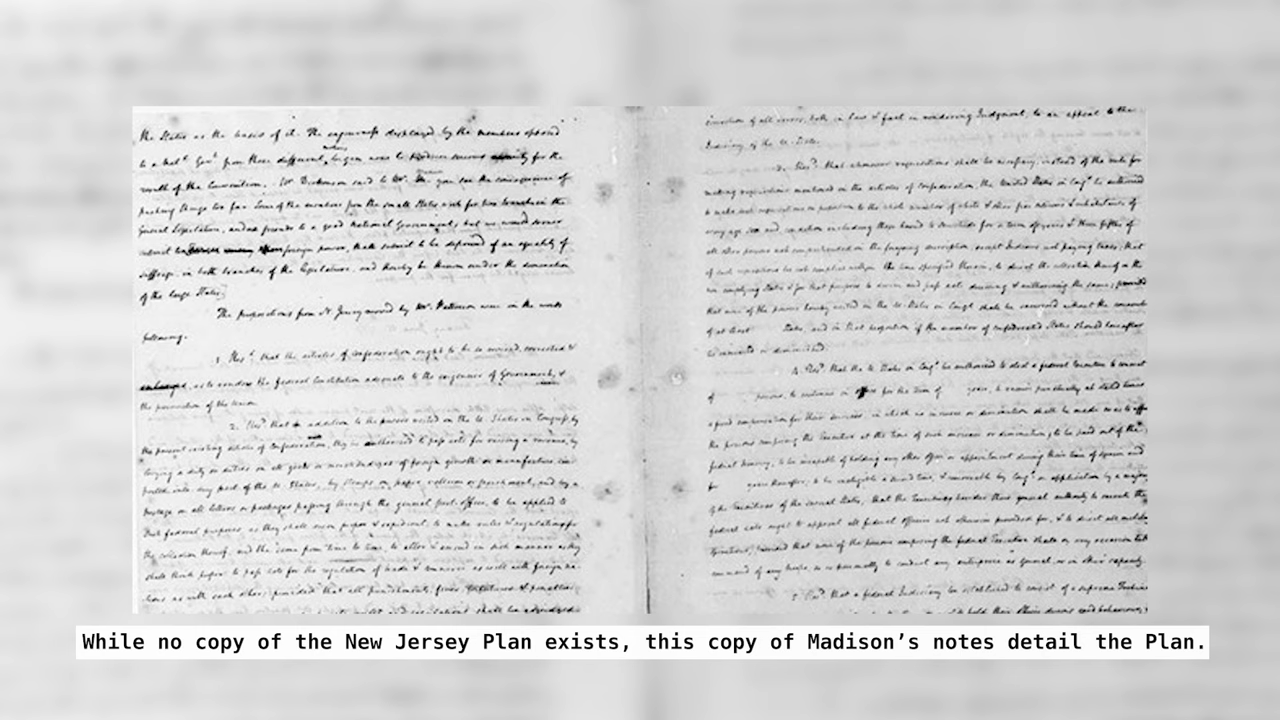 the States as the basis of it. The eagerness displayed by the members opposed
to a Natl. Govt. from these different began now to produce serious anxiety for the
result of the Convention. Mr. Dickenson said to Mr. M. you see the consequence of
pushing things too far. Some of the members from the small States wish for two branches in the
General Legislature, and are friends to a good National Government; but we would sooner
submit to foreign power, than submit to be deprived of an equality of
suffrage, in both branches of the legislature, and thereby be thrown under the domination
of the large States.
The propositions from N. Jersey moved by Mr. Patterson were in the words
following.
1. Resd. that the articles of Confederation ought to be so revised, corrected &
enlarged, as to render the federal Constitution adequate to the exigences of Government, &
the preservation of the Union.
2. Resd. that in addition to the powers vested in the U. States in Congress, by
the present existing articles of Confederation, they be authorized to pass acts for raising a revenue, by
levying a duty or duties on all goods or merchandizes of foreign growth or manufacture, im-
ported into any part of the U. States, by Stamps on paper, vellum or parchment, and by a
postage on all letters or packages passing through the general post-office, to be applied to
such federal purposes as they shall deem proper & expedient; to make rules & regulations for
the collection thereof; and the same from time to time, to alter & amend in such manner as they
shall think proper: to pass Acts for the regulation of trade & commerce as well with foreign na-
tions as with each other: provided that all punishments, fines, forfeitures & penalties
shall be adjudged
correction of all errors, both in law & fact in rendering Judgment, to an appeal to the
Judiciary of the U. States.
3. Resd. that whenever requisitions shall be necessary, instead of the rule for
making requisitions mentioned in the articles of Confederation, the United States in Congs. be authorized
to make such requisitions in proportion to the whole number of white & other free citizens & inhabitants of
every age sex and condition including those bound to servitude for a term of years & three fifths of
all other persons not comprehended in the foregoing description, except Indians not paying taxes; that
if such requisitions be not complied with, in the time specified therein, to direct the collection thereof in the
non complying States & for that purpose to devise and pass acts directing & authorizing the same; provided
that none of the powers hereby vested in the U. States in Congs. shall be exercised without the consent
of at least States, and in that proportion if the number of Confederated States should hereafter
be increased or diminished.
4. Resd. that the U. States in Congs. be authorized to elect a federal Executive to consist
of persons, to continue in office for the term of years, to receive punctually at stated times
a fixed compensation for their services, in which no increase or diminution shall be made so as to affect
the persons composing the Executive at the time of such increase or diminution, to be paid out of the
federal treasury; to be incapable of holding any other office or appointment during their time of service and
for years thereafter; to be ineligible a second time, & removeable by Congs. on application by a majority
of the Executives of the several States; that the Executives besides their general authority to execute the
federal acts ought to appoint all federal officers not otherwise provided for, & to direct all military
operations; provided that none of the persons composing the federal Executive shall on any occasion take
command of any troops, so as personally to conduct any enterprise as General, or in other capacity.
5. Resd. that a federal Judiciary be established to consist of a supreme Tribunal
to hold their Offices during good behaviour,
While no copy of the New Jersey Plan exists, this copy of Madison’s notes detail the Plan.